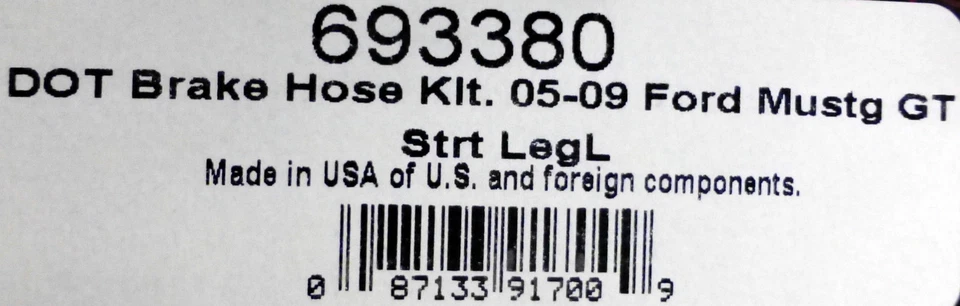 693380
DOT Brake Hose KIt. 05-09 Ford Mustg GT
Strt LegL
Made in USA of U.S. and foreign components.
0 87133 91700 9